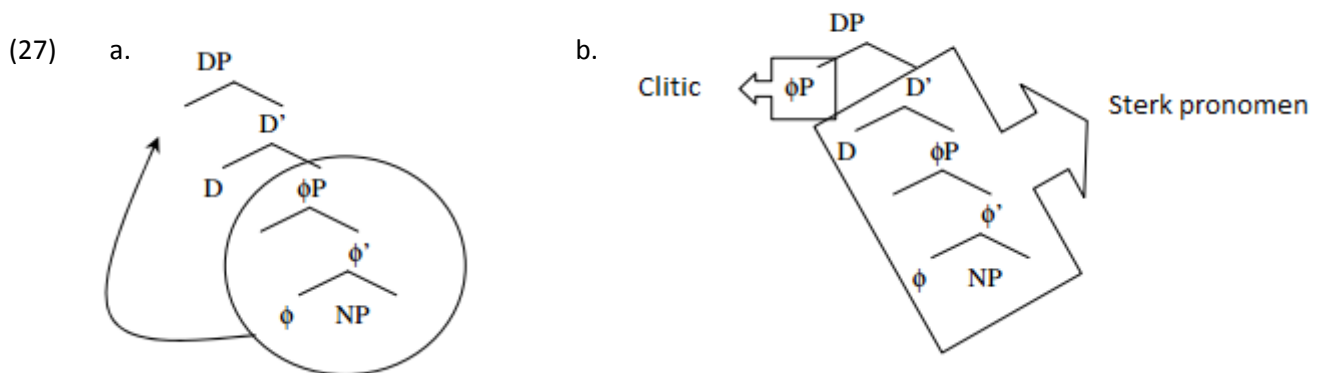 (27) a.
DP
D'
D φP
φ'
φ NP
b.
DP
Clitic φP D' Sterk pronomen
D φP
φ'
φ NP